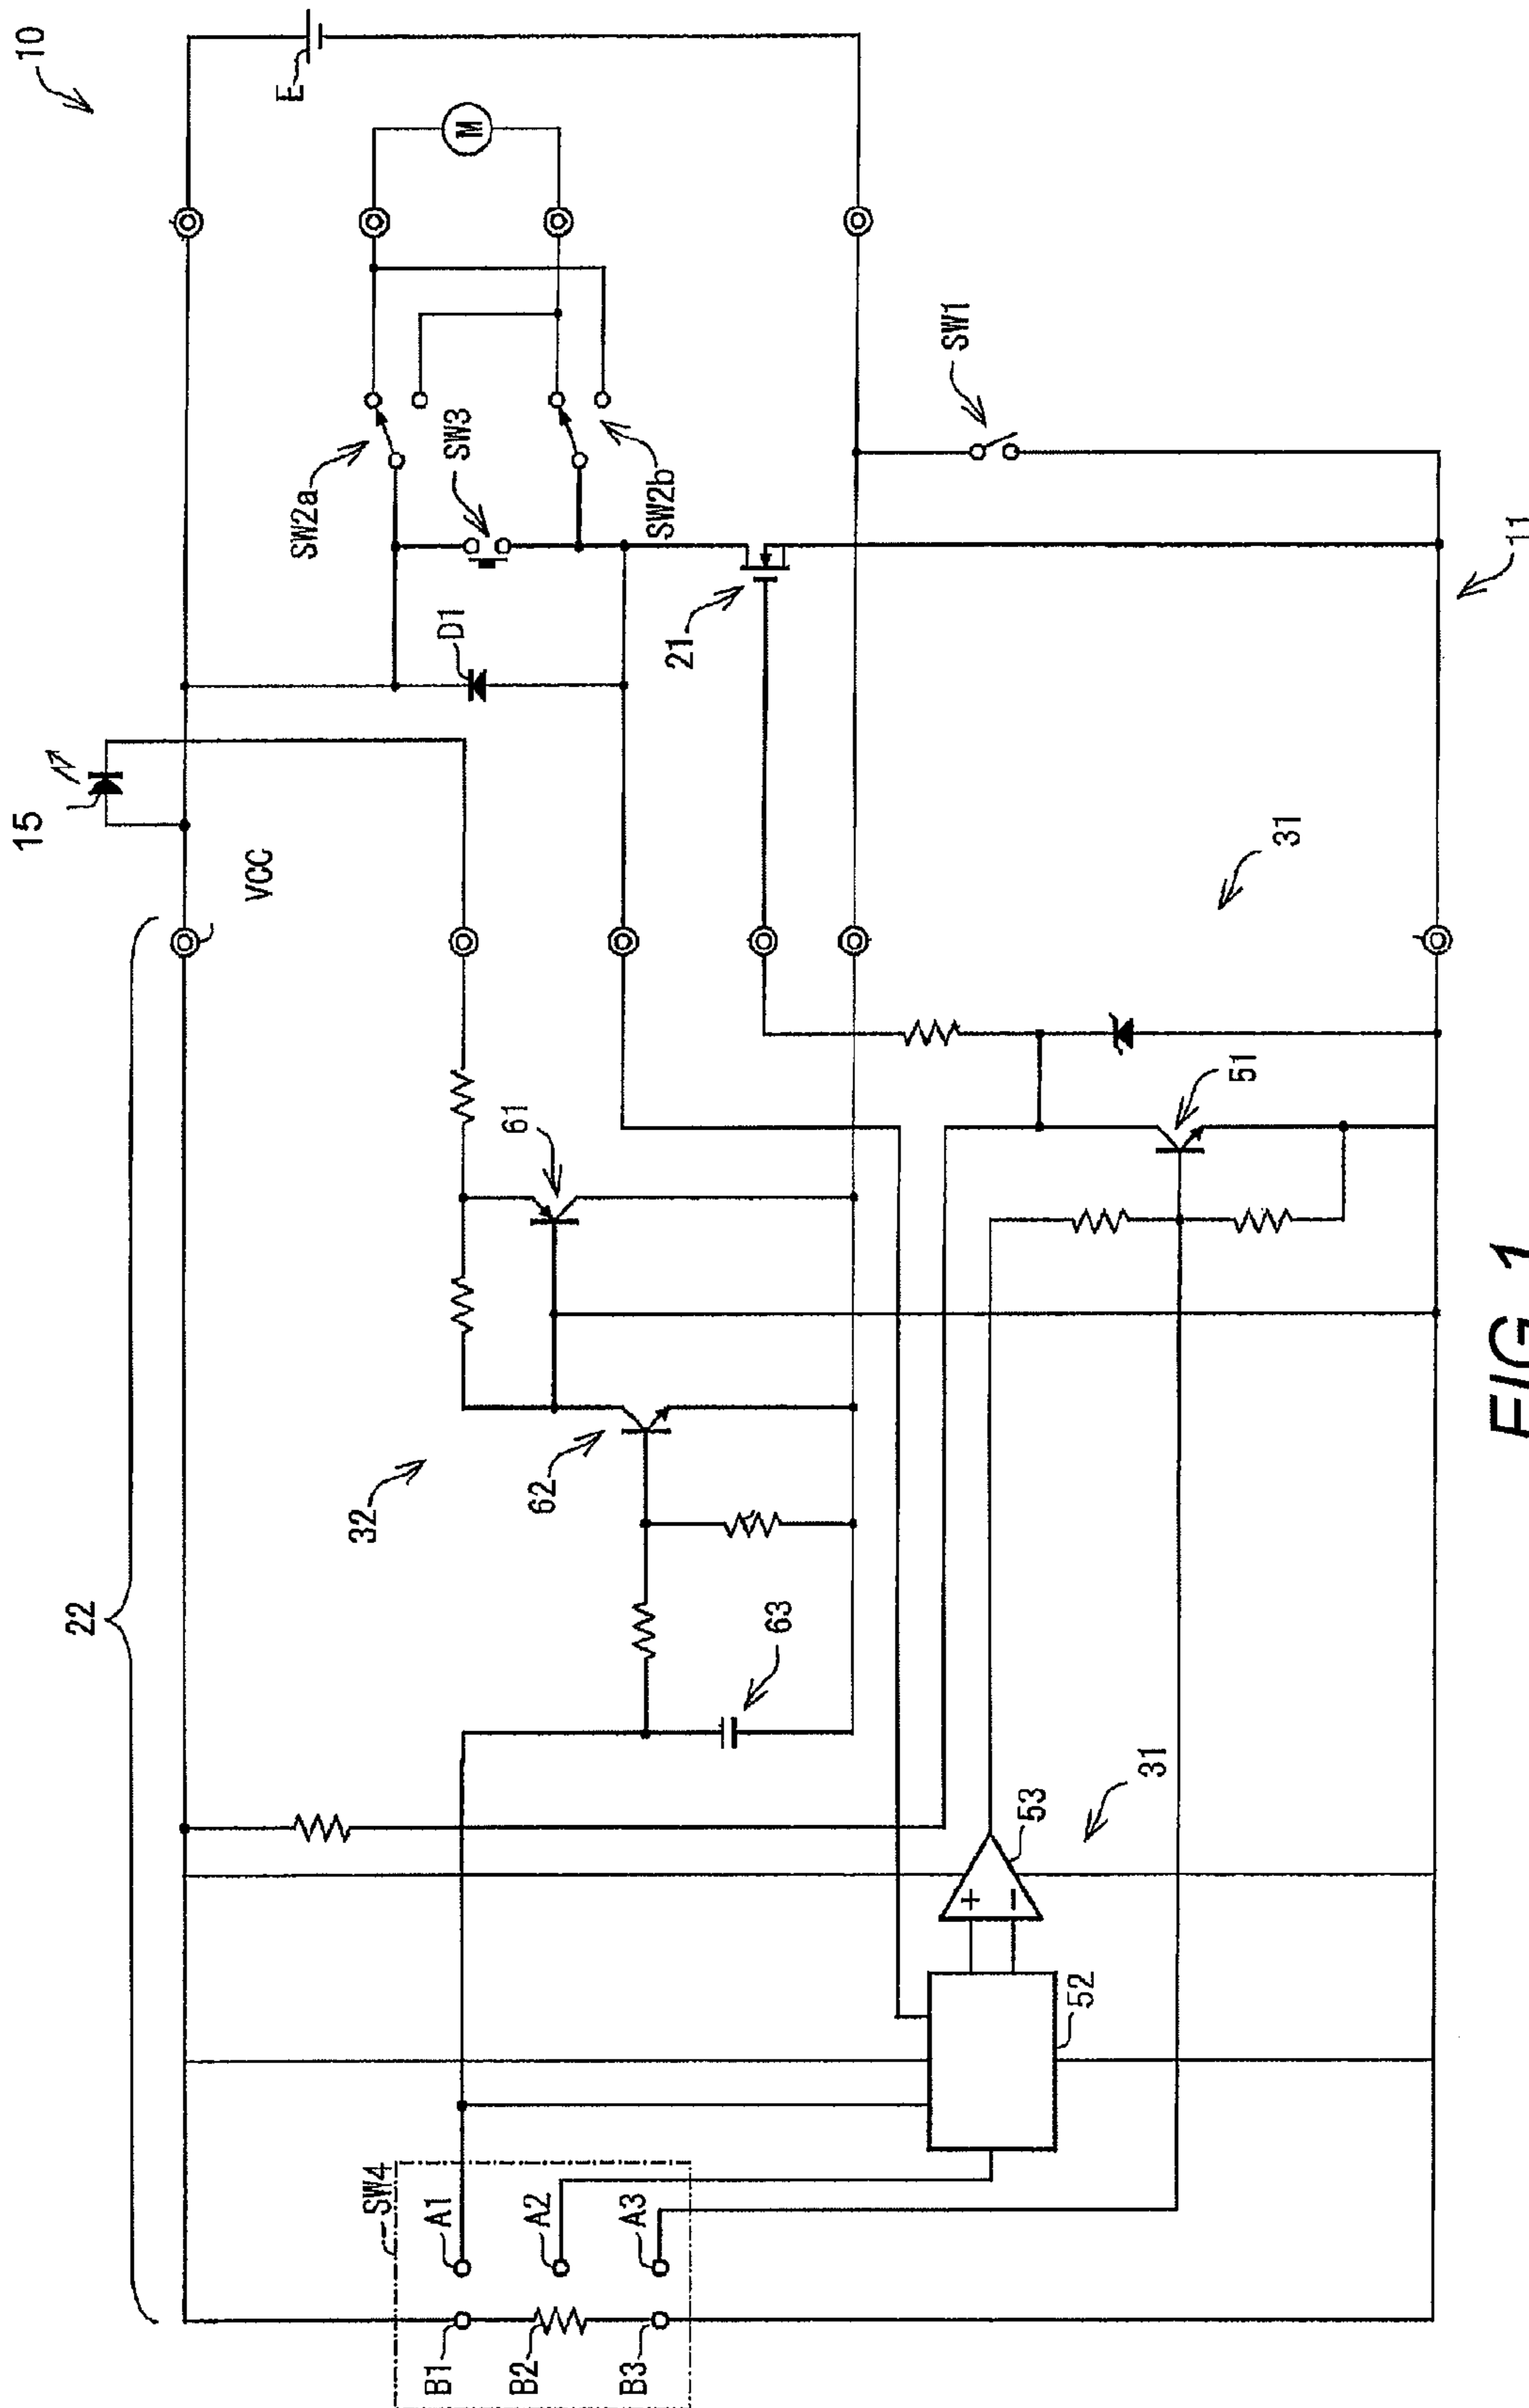 10
E
M
15
VCC
SW2a
SW3
SW2b
D1
SW1
21
11
22
31
61
51
32
62
63
53
31
52
SW4
A1
A2
A3
B1
B2
B3
+
−
FIG. 1